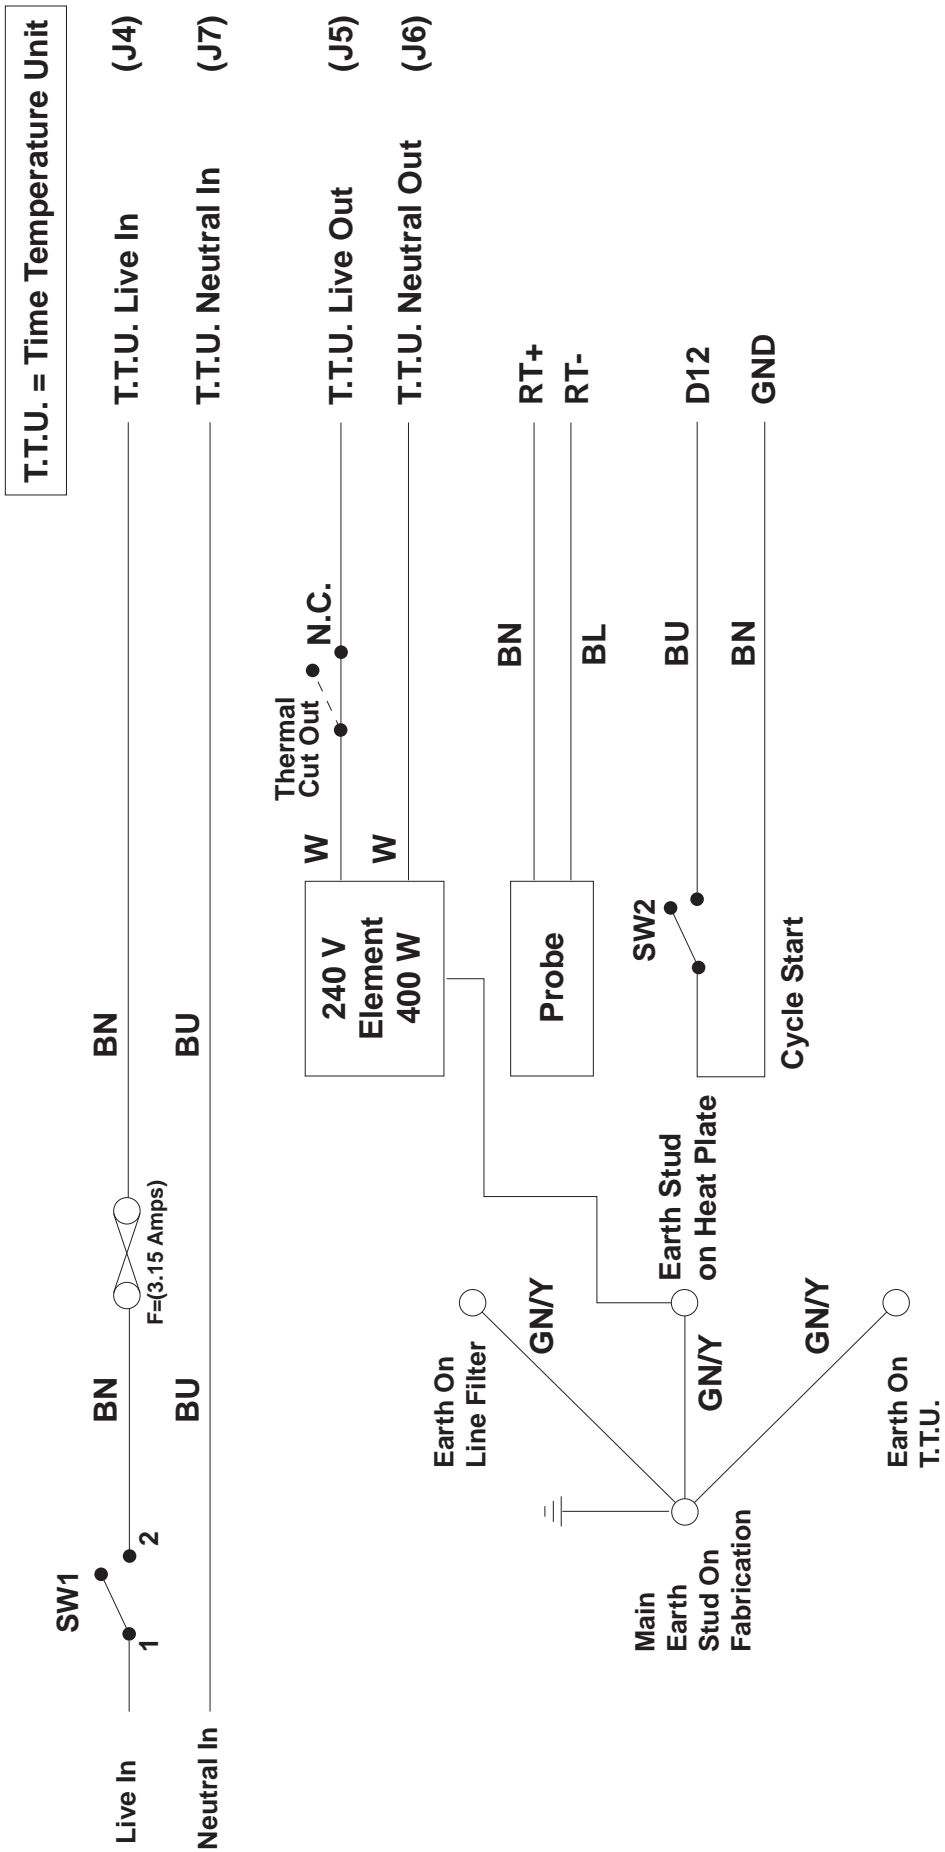 T.T.U. = Time Temperature Unit
Live In
SW1
1
2
BN
F=(3.15 Amps)
BN
T.T.U. Live In
(J4)
Neutral In
BU
BU
T.T.U. Neutral In
(J7)
240 V
Element
400 W
W
W
Thermal
Cut Out
N.C.
T.T.U. Live Out
(J5)
T.T.U. Neutral Out
(J6)
Probe
BN
BL
RT+
RT-
SW2
Cycle Start
BU
BN
D12
GND
Earth On
Line Filter
GN/Y
Earth Stud
on Heat Plate
GN/Y
GN/Y
Main
Earth
Stud On
Fabrication
Earth On
T.T.U.